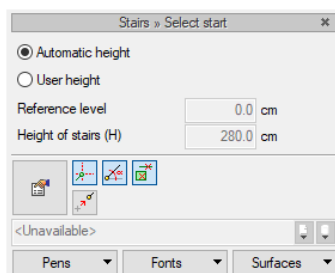 Stairs » Select start
Automatic height
User height
Reference level 0.0 cm
Height of stairs (H) 280.0 cm
<Unavailable>
Pens Fonts Surfaces